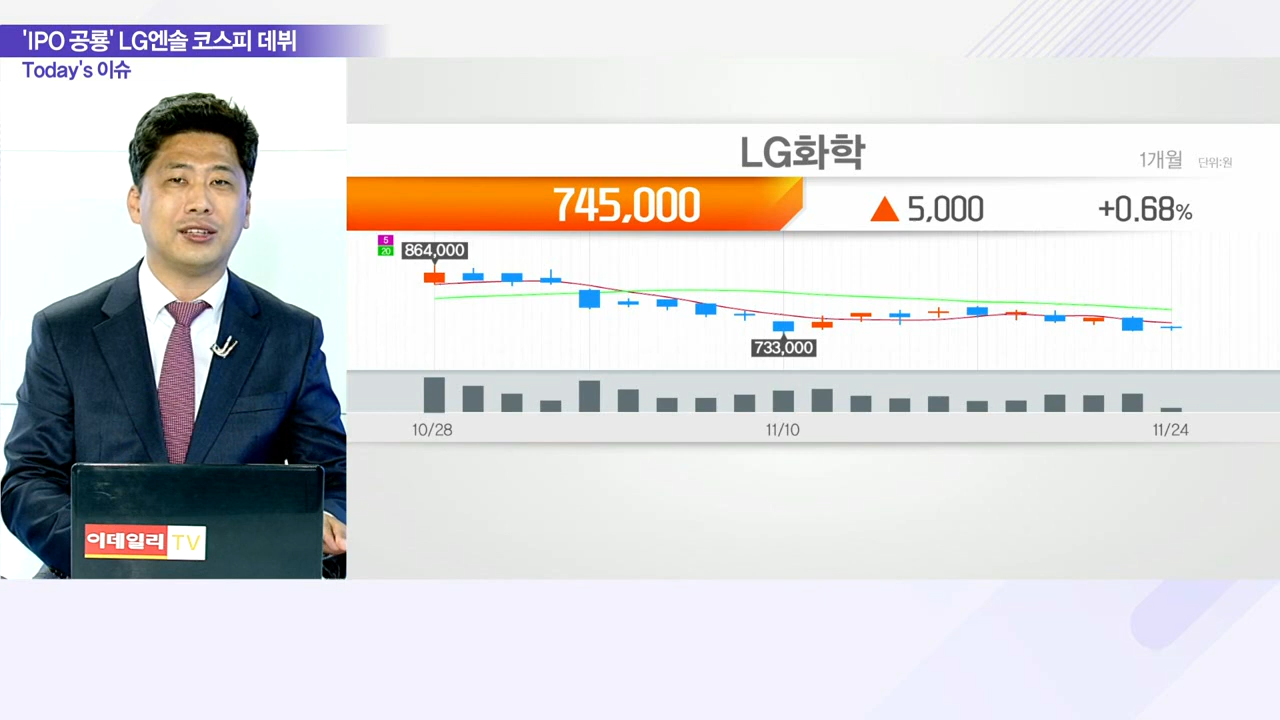 'IPO 공룡' LG엔솔 코스피 데뷔
Today's 이슈
LG화학
1개월 단위:원
745,000 ▲ 5,000 +0.68%
5
20
864,000
733,000
10/28 11/10 11/24
이데일리 TV